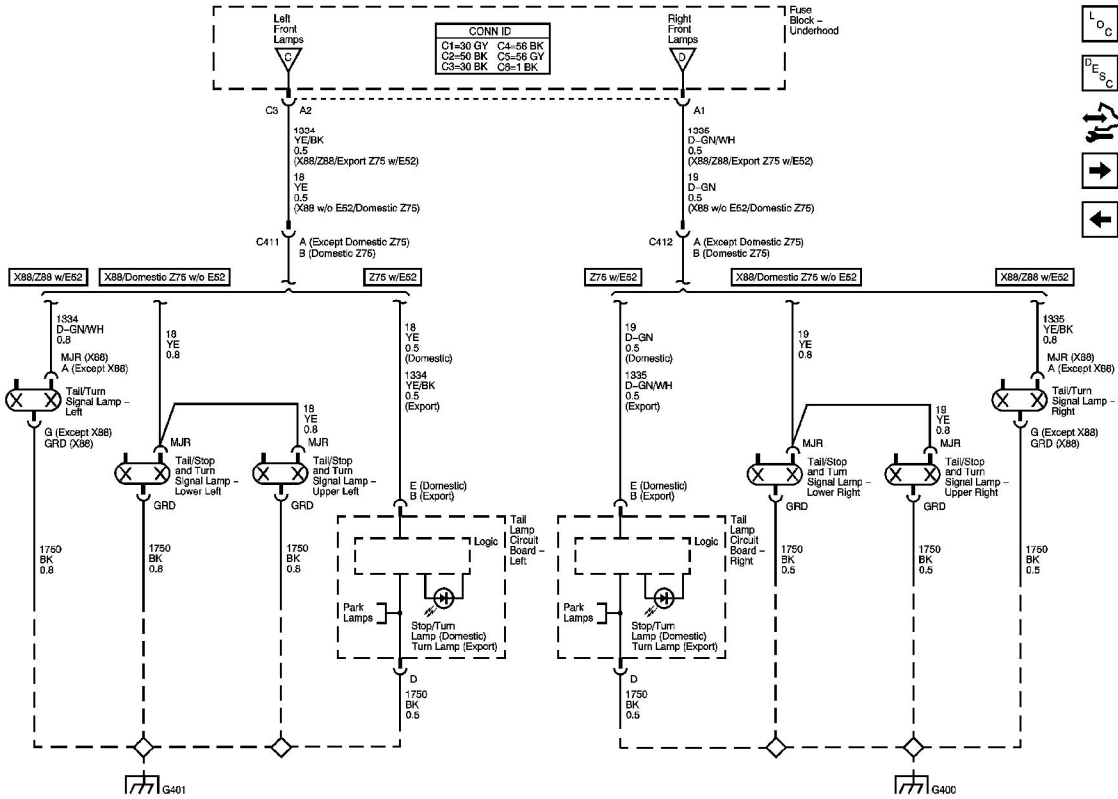 Left
Front
Lamps
C
CONN ID
C1=30 GY C4=56 BK
C2=50 BK C5=56 GY
C3=30 BK C6=1 BK
Right
Front
Lamps
D
Fuse
Block –
Underhood
LOC
DESC
C3 A2
A1
1334
YE/BK
0.5
(X88/Z88/Export Z75 w/E52)
18
YE
0.5
(X88 w/o E52/Domestic Z75)
1335
D-GN/WH
0.5
(X88/Z88/Export Z75 w/E52)
19
D-GN
0.5
(X88 w/o E52/Domestic Z75)
C411 A (Except Domestic Z75)
B (Domestic Z75)
C412 A (Except Domestic Z75)
B (Domestic Z75)
X88/Z88 w/E52
X88/Domestic Z75 w/o E52
Z75 w/E52
Z75 w/E52
X88/Domestic Z75 w/o E52
X88/Z88 w/E52
1334
D-GN/WH
0.8
MJR (X88)
A (Except X88)
Tail/Turn
Signal Lamp –
Left
G (Except X88)
GRD (X88)
18
YE
0.8
18
YE
0.8
MJR
Tail/Stop
and Turn
Signal Lamp –
Lower Left
GRD
MJR
Tail/Stop
and Turn
Signal Lamp –
Upper Left
GRD
18
YE
0.5
(Domestic)
1334
YE/BK
0.5
(Export)
E (Domestic)
B (Export)
Tail
Lamp
Circuit
Board –
Left
Logic
Park
Lamps
Stop/Turn
Lamp (Domestic)
Turn Lamp (Export)
D
19
D-GN
0.5
(Domestic)
1335
D-GN/WH
0.5
(Export)
E (Domestic)
B (Export)
Tail
Lamp
Circuit
Board –
Right
Logic
Park
Lamps
Stop/Turn
Lamp (Domestic)
Turn Lamp (Export)
D
19
YE
0.8
19
YE
0.8
MJR
Tail/Stop
and Turn
Signal Lamp –
Lower Right
GRD
MJR
Tail/Stop
and Turn
Signal Lamp –
Upper Right
GRD
1335
YE/BK
0.8
MJR (X88)
A (Except X88)
Tail/Turn
Signal Lamp –
Right
G (Except X88)
GRD (X88)
1750
BK
0.8
1750
BK
0.8
1750
BK
0.8
1750
BK
0.5
1750
BK
0.5
1750
BK
0.5
1750
BK
0.5
1750
BK
0.5
G401
G400